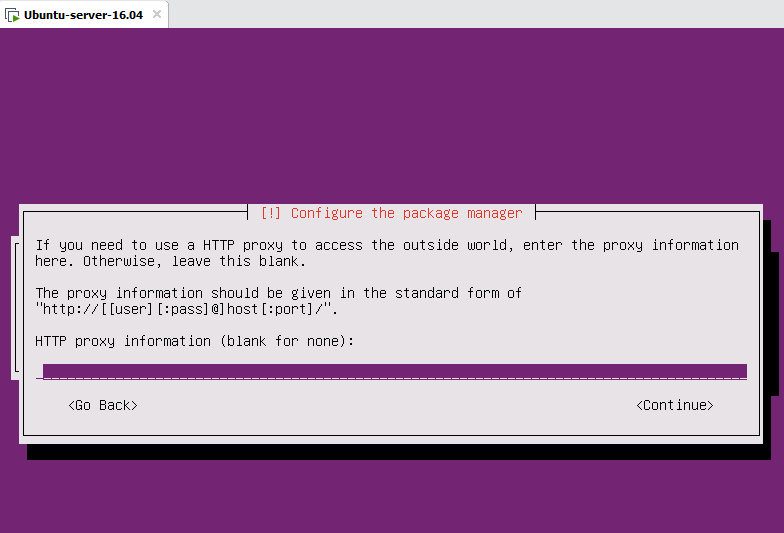 Ubuntu-server-16.04
[!] Configure the package manager
If you need to use a HTTP proxy to access the outside world, enter the proxy information
here. Otherwise, leave this blank.
The proxy information should be given in the standard form of
"http://[[user][:pass]@]host[:port]/".
HTTP proxy information (blank for none):
<Go Back>
<Continue>